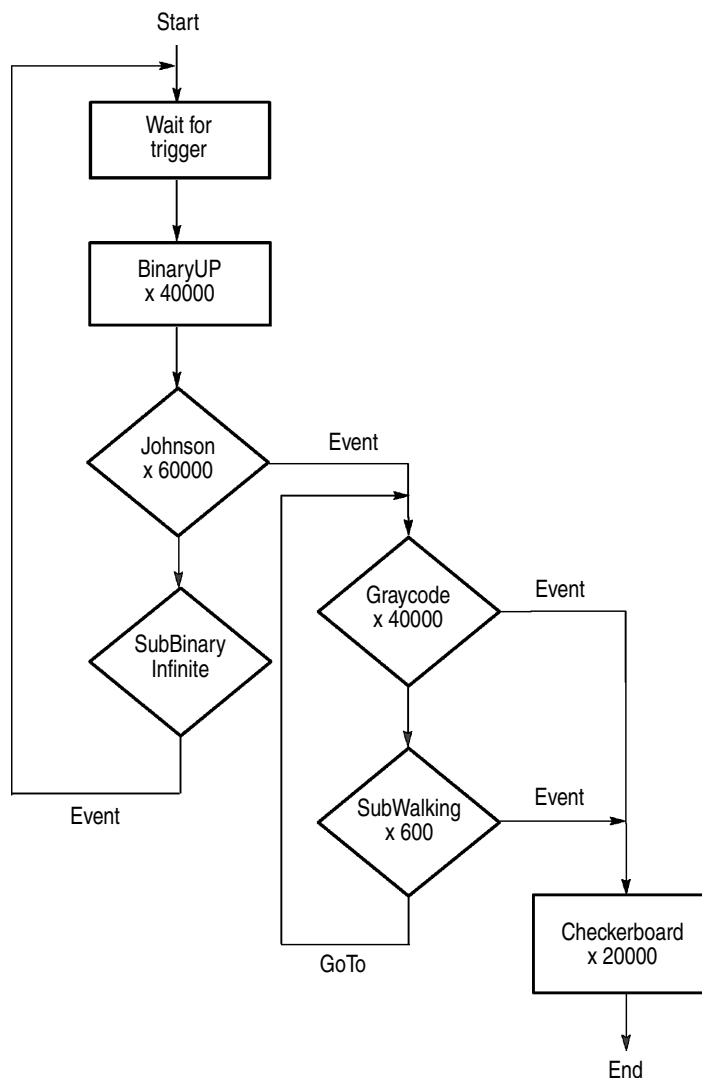 Start
Wait for
trigger
BinaryUP
x 40000
Johnson
x 60000
Event
SubBinary
Infinite
Event
Graycode
x 40000
Event
SubWalking
x 600
Event
GoTo
Checkerboard
x 20000
End